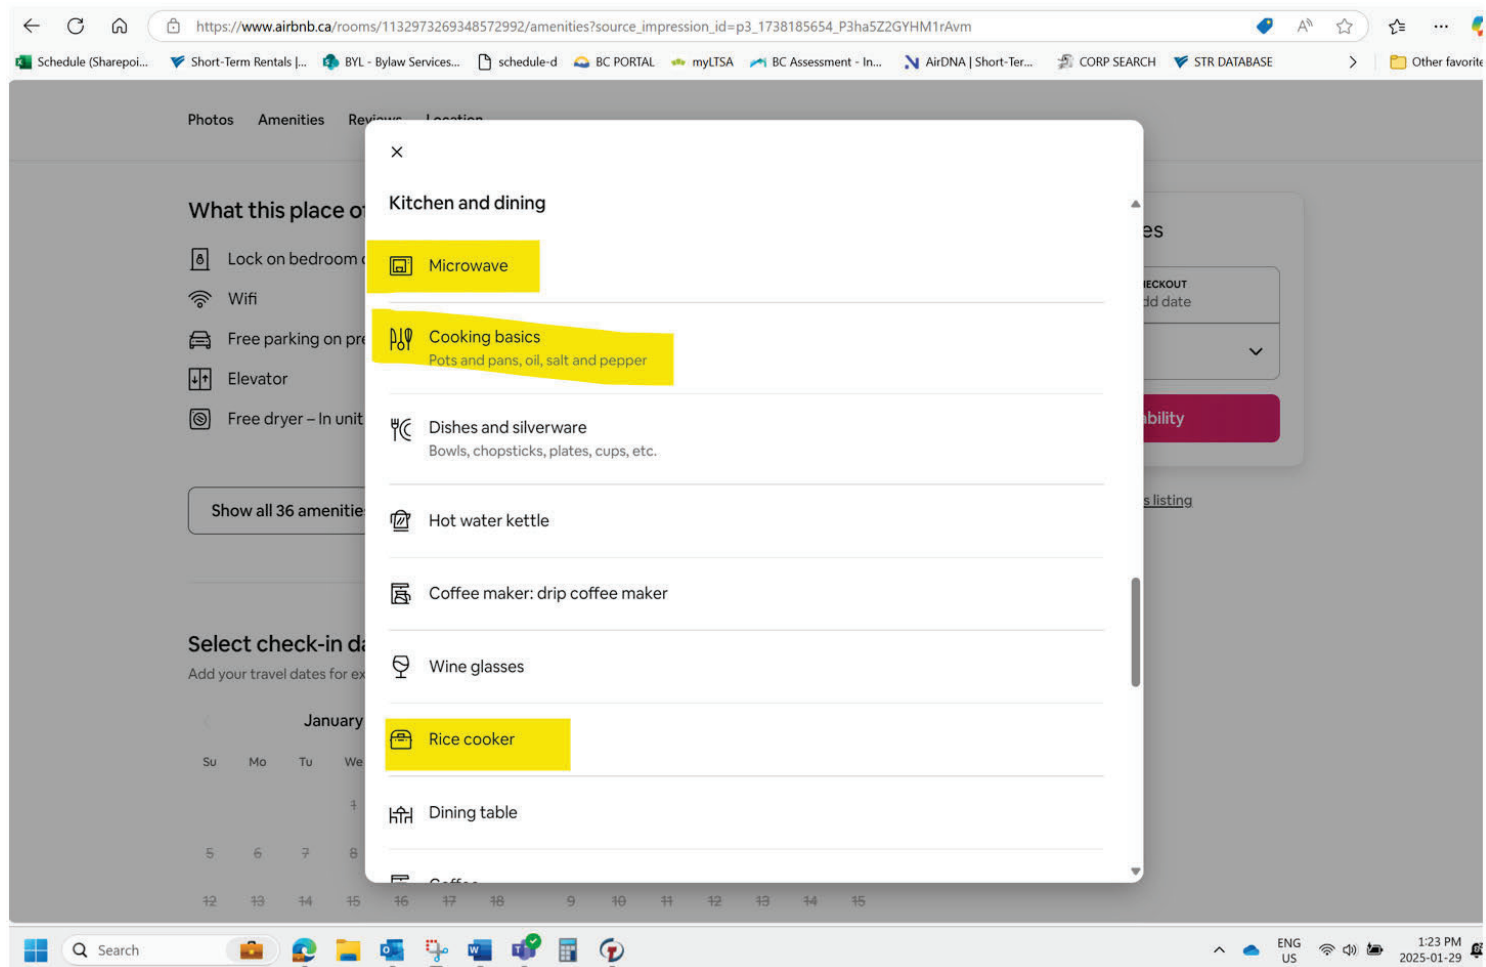 https://www.airbnb.ca/rooms/1132973269348572992/amenities?source_impression_id=p3_1738185654_P3ha5Z2GYHM1rAvm
Schedule (Sharepoi... Short-Term Rentals |... BYL - Bylaw Services... schedule-d BC PORTAL myLTSA BC Assessment - In... AirDNA | Short-Ter... CORP SEARCH STR DATABASE Other favorite
Photos Amenities Reviews Location
Kitchen and dining
What this place of
es
Lock on bedroom
Microwave
Wifi
ECKOUT
dd date
Free parking on pre
Cooking basics
Pots and pans, oil, salt and pepper
Elevator
Free dryer – In unit
bility
Dishes and silverware
Bowls, chopsticks, plates, cups, etc.
s listing
Show all 36 amenitie
Hot water kettle
Coffee maker: drip coffee maker
Select check-in da
Add your travel dates for ex
Wine glasses
January
Rice cooker
Su Mo Tu We
1
Dining table
5 6 7 8
Coffee
12 13 14 15 16 17 18 9 10 11 12 13 14 15
Search
ENG
US
1:23 PM
2025-01-29